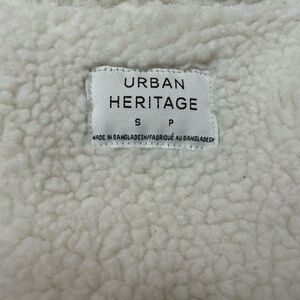 URBAN
HERITAGE
S P
MADE IN BANGLADESH/FABRIQUÉ AU BANGLADESH